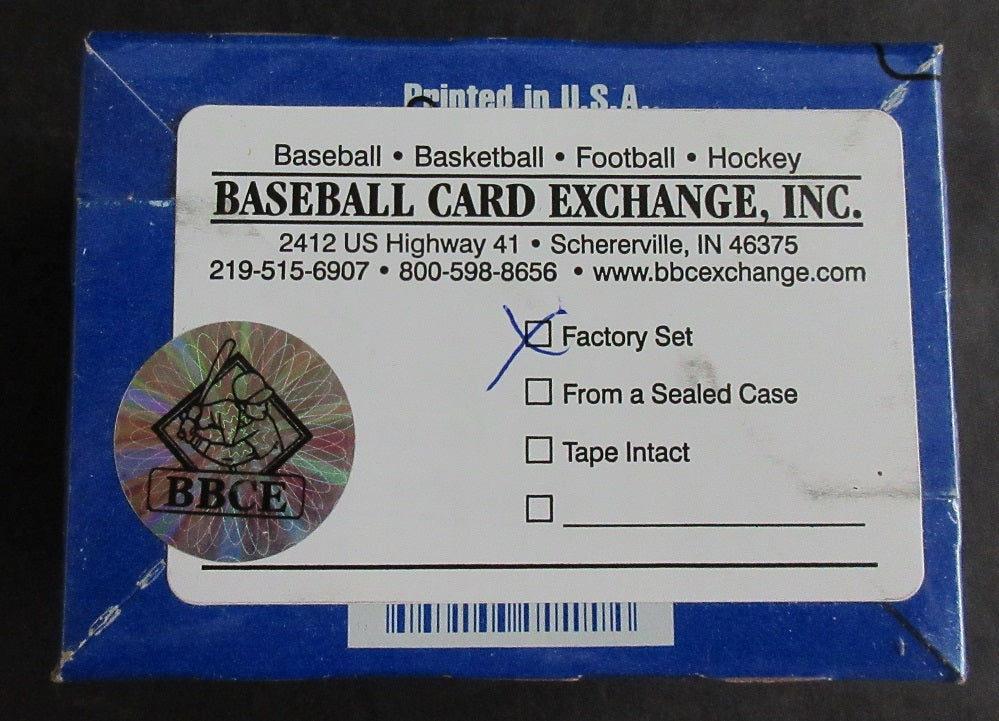 Printed in U.S.A.
Baseball • Basketball • Football • Hockey
BASEBALL CARD EXCHANGE, INC.
2412 US Highway 41 • Schererville, IN 46375
219-515-6907 • 800-598-8656 • www.bbcexchange.com
Factory Set
From a Sealed Case
Tape Intact
BBCE